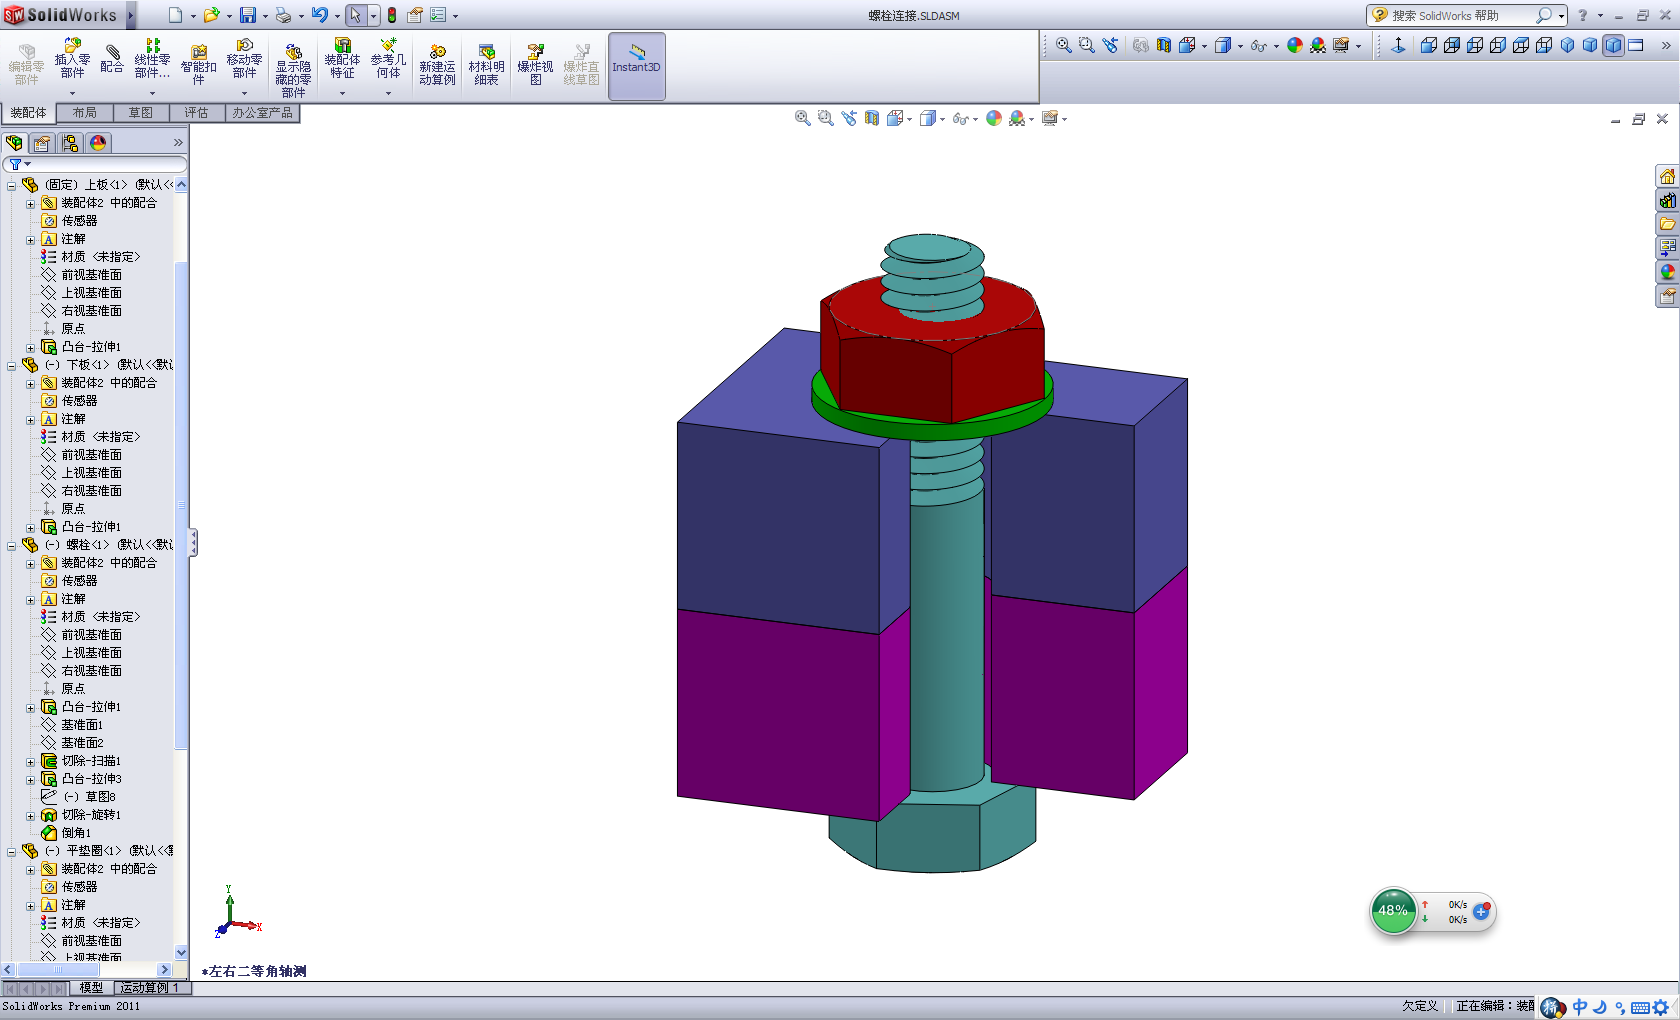 SolidWorks
螺栓连接.SLDASM
搜索 SolidWorks 帮助
编辑零部件
插入零部件
配合
线性零部件...
智能扣件
移动零部件
显示隐藏的零部件
装配体特征
参考几何体
新建运动算例
材料明细表
爆炸视图
爆炸直线草图
Instant3D
装配体 布局 草图 评估 办公室产品
(固定) 上板<1> (默认<<
装配体2 中的配合
传感器
注解
材质 <未指定>
前视基准面
上视基准面
右视基准面
原点
凸台-拉伸1
(-) 下板<1> (默认<<默认
装配体2 中的配合
传感器
注解
材质 <未指定>
前视基准面
上视基准面
右视基准面
原点
凸台-拉伸1
(-) 螺栓<1> (默认<<默认
装配体2 中的配合
传感器
注解
材质 <未指定>
前视基准面
上视基准面
右视基准面
原点
凸台-拉伸1
基准面1
基准面2
切除-扫描1
凸台-拉伸3
(-) 草图8
切除-旋转1
倒角1
(-) 平垫圈<1> (默认<<
装配体2 中的配合
传感器
注解
材质 <未指定>
前视基准面
上视基准面
Y
X
Z
*左右二等角轴测
48%
0K/s
0K/s
模型 运动算例 1
SolidWorks Premium 2011
欠定义 正在编辑: 装配
中